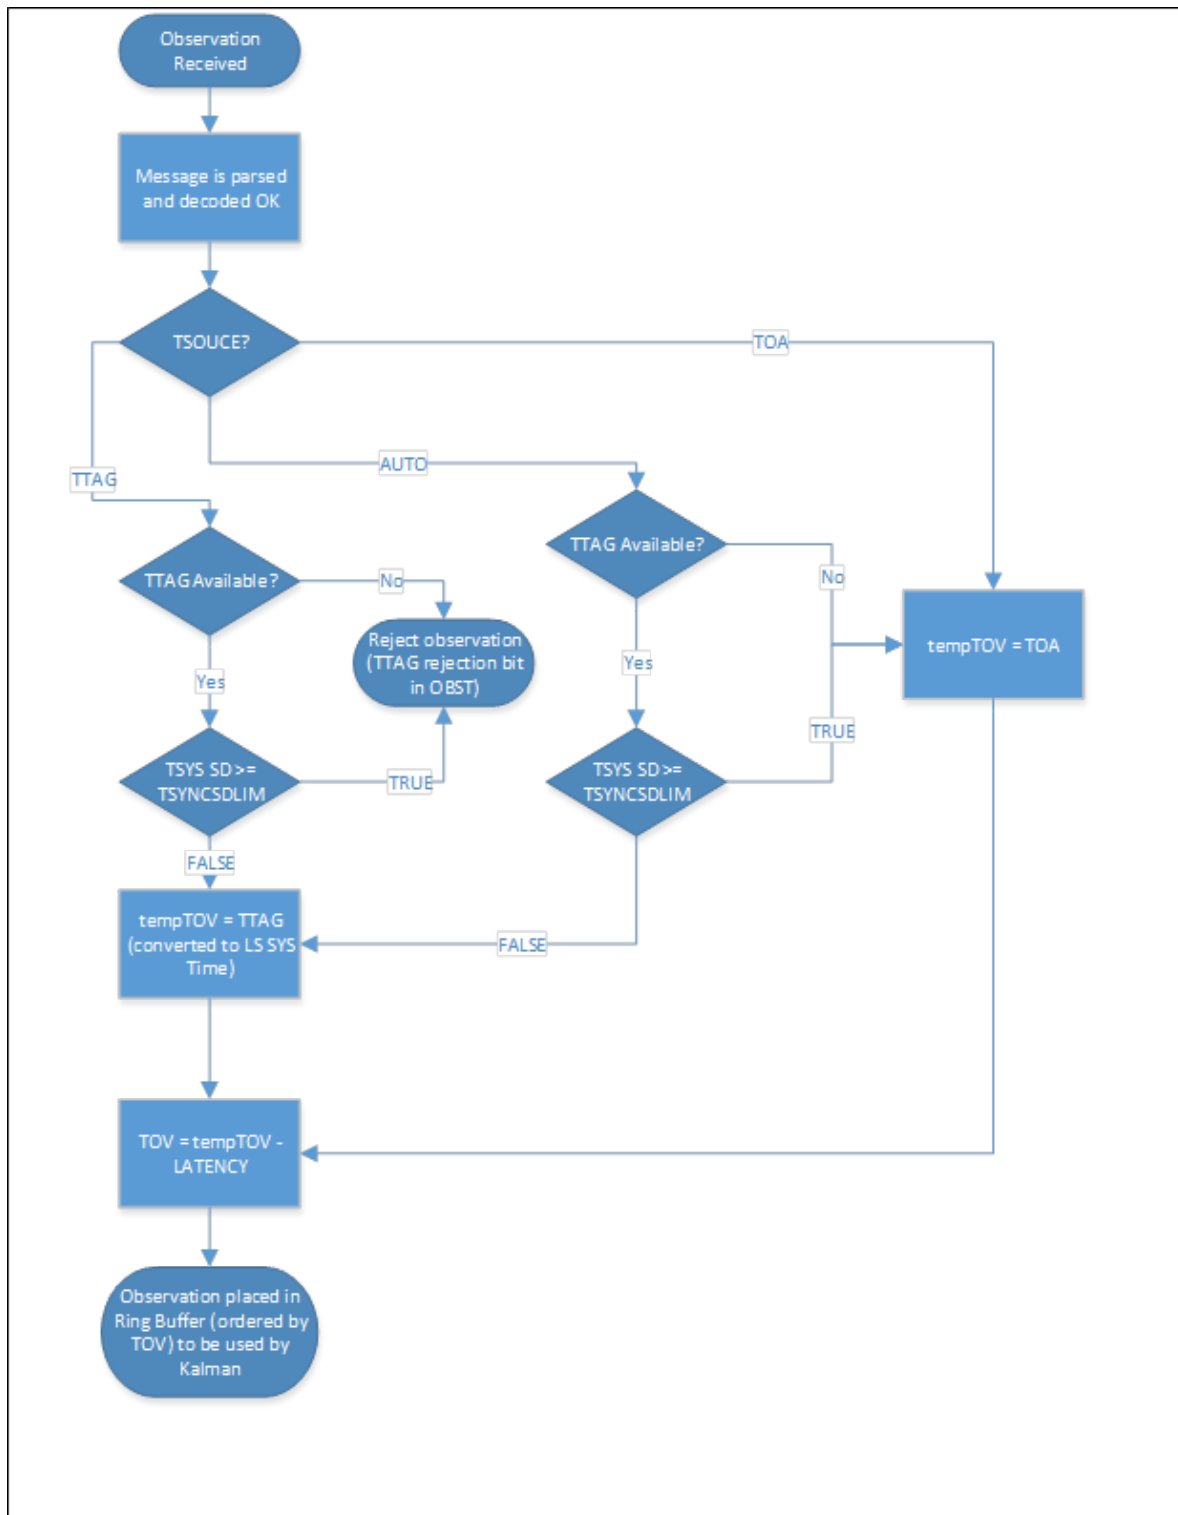 Observation
Received
Message is parsed
and decoded OK
TSOUCE?
TOA
AUTO
TTAG
TTAG Available?
No
TTAG Available?
No
Reject observation
(TTAG rejection bit
in OBST)
tempTOV = TOA
Yes
Yes
TSYS SD >=
TSYNCSDLIM
TRUE
TSYS SD >=
TSYNCSDLIM
TRUE
FALSE
tempTOV = TTAG
(converted to LS SYS
Time)
FALSE
TOV = tempTOV -
LATENCY
Observation placed in
Ring Buffer (ordered by
TOV) to be used by
Kalman